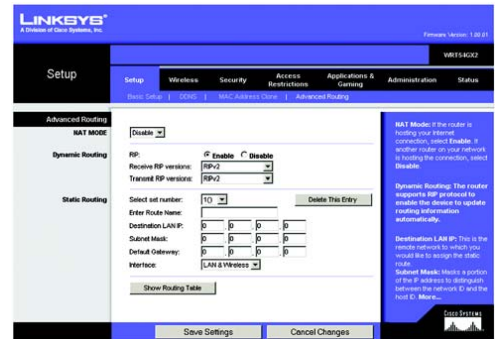 LINKSYS®
A Division of Cisco Systems, Inc.
Firmware Version: 1.00.01
WRT54GX2
Setup
Setup
Wireless
Security
Access Restrictions
Applications & Gaming
Administration
Status
Basic Setup | DDNS | MAC Address Clone | Advanced Routing
Advanced Routing
NAT MODE
Disable
Dynamic Routing
RIP: Enable Disable
Receive RIP versions: RIPv2
Transmit RIP versions: RIPv2
Static Routing
Select set number: 1() Delete This Entry
Enter Route Name:
Destination LAN IP: 0 . 0 . 0 . 0
Subnet Mask: 0 . 0 . 0 . 0
Default Gateway: 0 . 0 . 0 . 0
Interface: LAN & Wireless
Show Routing Table
NAT Mode: If the router is
hosting your Internet
connection, select Enable. If
another router on your network
is hosting the connection, select
Disable.
Dynamic Routing: The router
supports RIP protocol to
enable the device to update
routing information
automatically.
Destination LAN IP: This is the
remote network to which you
would like to assign the static
route.
Subnet Mask: Masks a portion
of the IP address to distinguish
between the network ID and the
host ID. More...
CISCO SYSTEMS
Save Settings
Cancel Changes